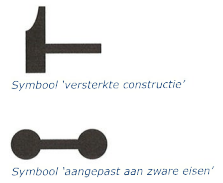 Symbool ‘versterkte constructie’
Symbool ‘aangepast aan zware eisen’